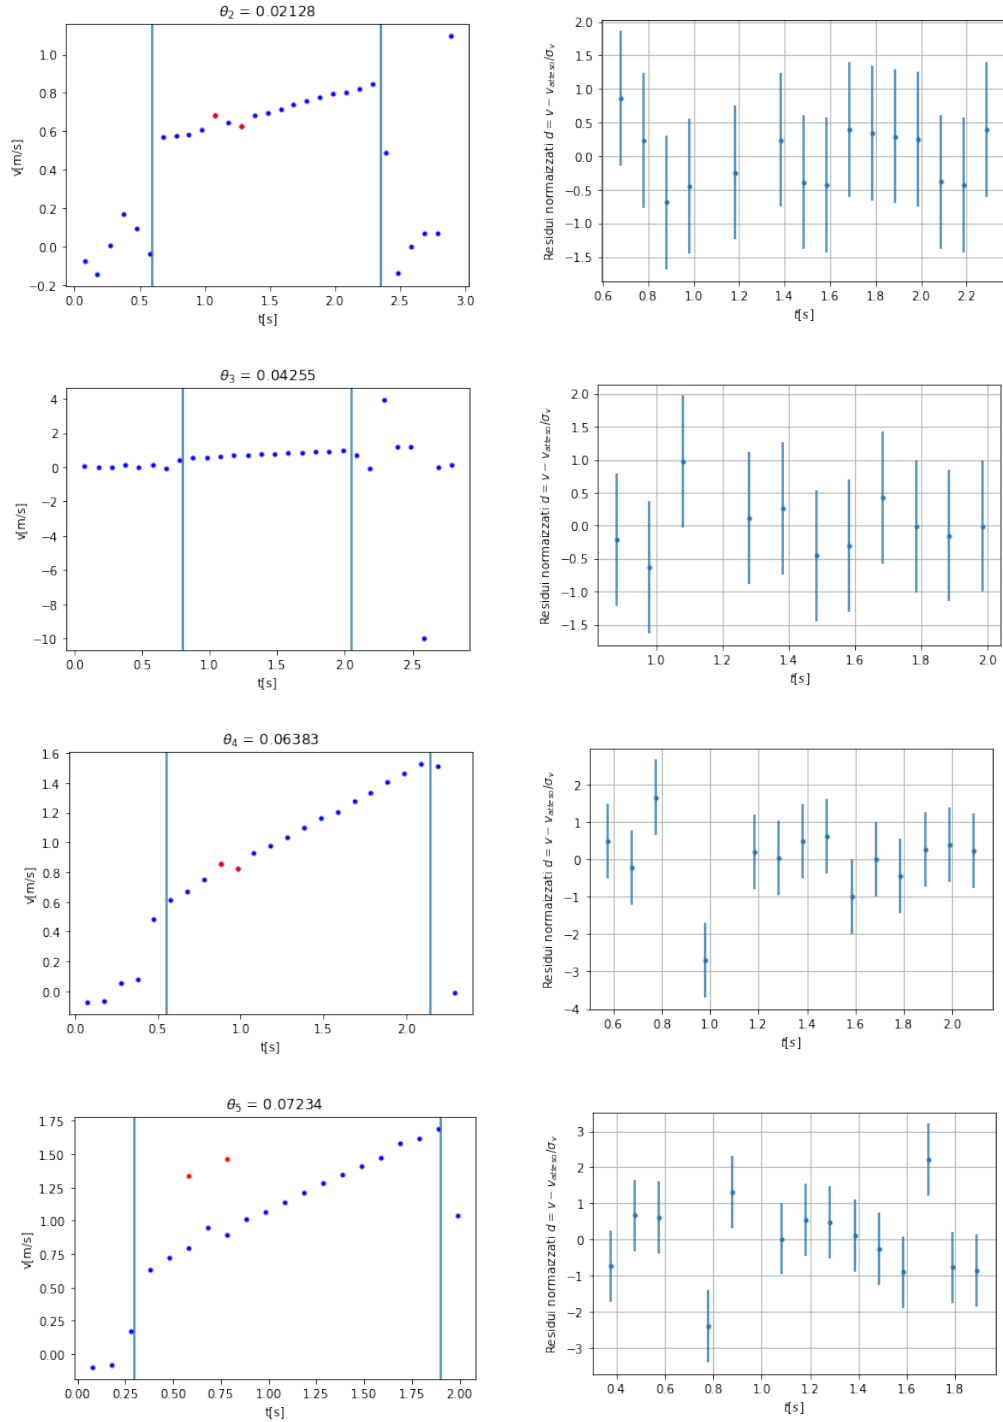 θ2 = 0.02128
v[m/s]
1.0
0.8
0.6
0.4
0.2
0.0
−0.2
0.0 0.5 1.0 1.5 2.0 2.5 3.0
t[s]
Residui normaizzati d = v − vatteso/σv
2.0
1.5
1.0
0.5
0.0
−0.5
−1.0
−1.5
0.6 0.8 1.0 1.2 1.4 1.6 1.8 2.0 2.2
t[s]
θ3 = 0.04255
v[m/s]
4
2
0
−2
−4
−6
−8
−10
0.0 0.5 1.0 1.5 2.0 2.5
t[s]
Residui normaizzati d = v − vatteso/σv
2.0
1.5
1.0
0.5
0.0
−0.5
−1.0
−1.5
1.0 1.2 1.4 1.6 1.8 2.0
t[s]
θ4 = 0.06383
v[m/s]
1.6
1.4
1.2
1.0
0.8
0.6
0.4
0.2
0.0
0.0 0.5 1.0 1.5 2.0
t[s]
Residui normaizzati d = v − vatteso/σv
2
1
0
−1
−2
−3
−4
0.6 0.8 1.0 1.2 1.4 1.6 1.8 2.0
t[s]
θ5 = 0.07234
v[m/s]
1.75
1.50
1.25
1.00
0.75
0.50
0.25
0.00
0.00 0.25 0.50 0.75 1.00 1.25 1.50 1.75 2.00
t[s]
Residui normaizzati d = v − vatteso/σv
3
2
1
0
−1
−2
−3
0.4 0.6 0.8 1.0 1.2 1.4 1.6 1.8
t[s]